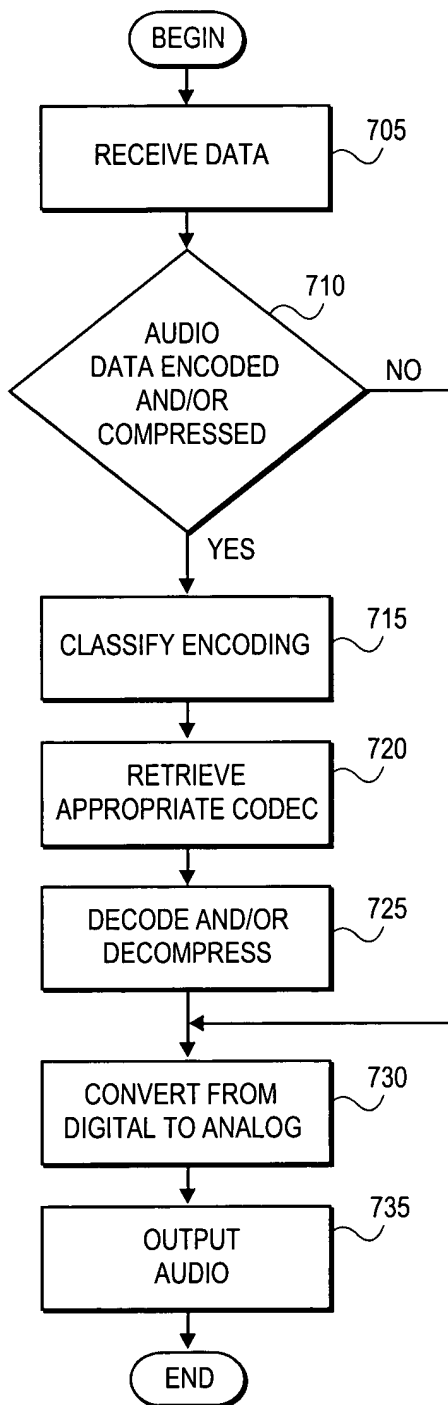 BEGIN
RECEIVE DATA
705
710
AUDIO
DATA ENCODED
AND/OR
COMPRESSED
NO
YES
CLASSIFY ENCODING
715
RETRIEVE
APPROPRIATE CODEC
720
DECODE AND/OR
DECOMPRESS
725
CONVERT FROM
DIGITAL TO ANALOG
730
OUTPUT
AUDIO
735
END